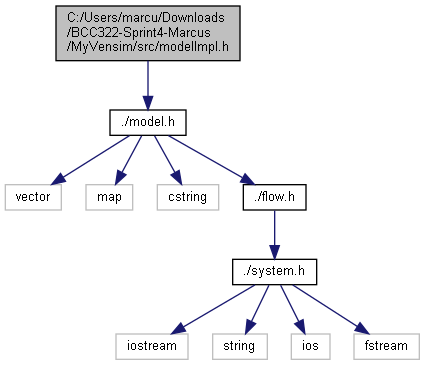 C:/Users/marcu/Downloads
/BCC322-Sprint4-Marcus
/MyVensim/src/modelImpl.h
./model.h
vector
map
cstring
./flow.h
./system.h
iostream
string
ios
fstream